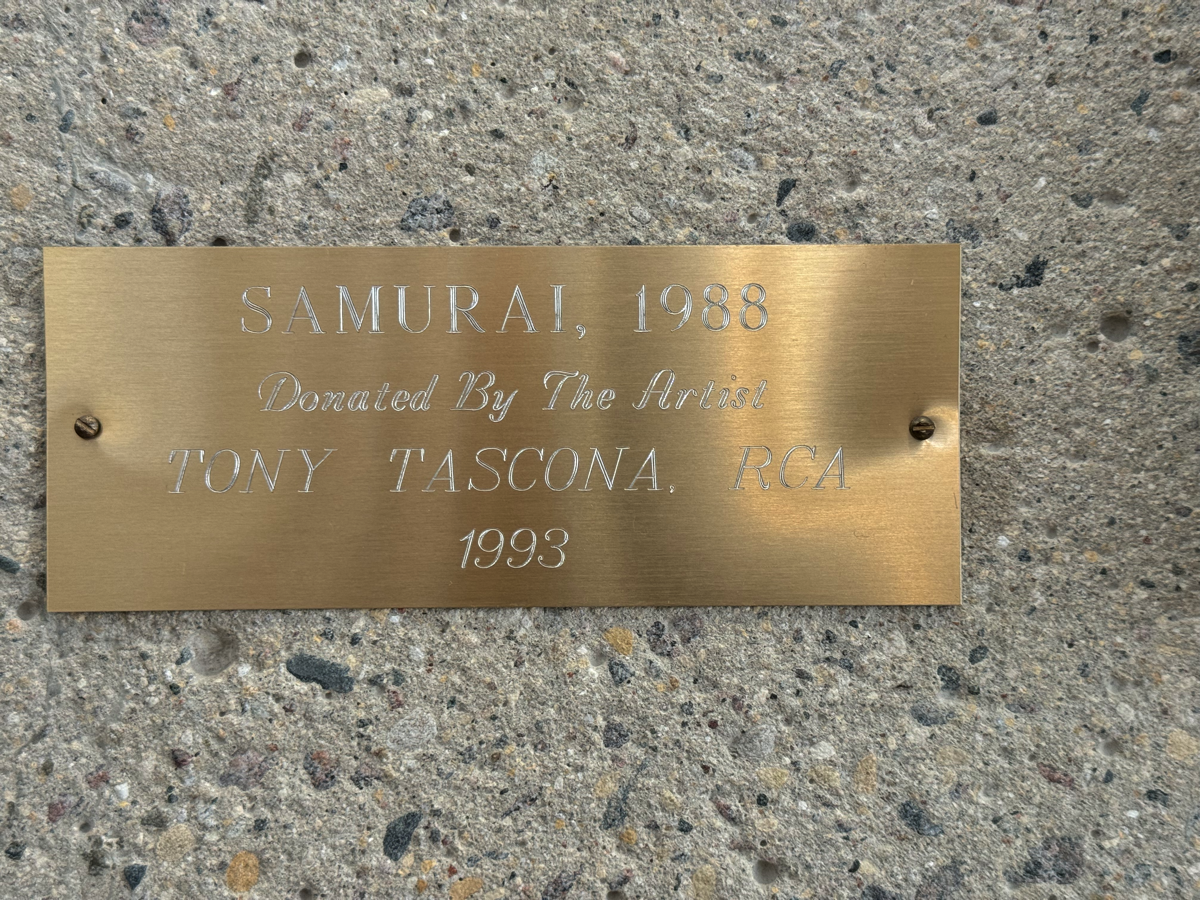 SAMURAI, 1988
Donated By The Artist
TONY TASCONA, RCA
1993